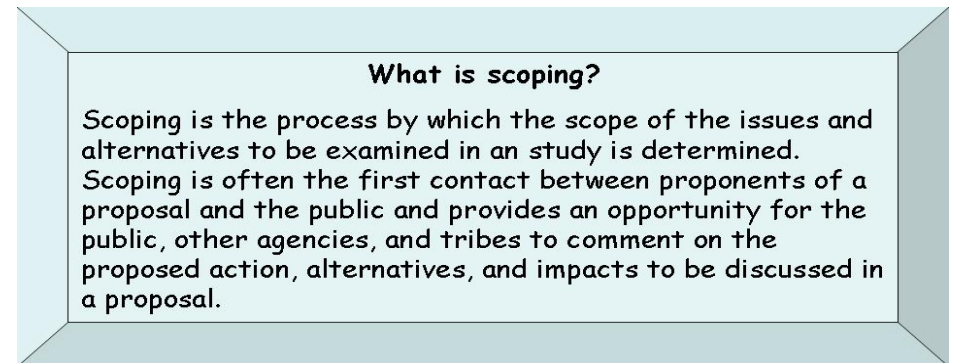 What is scoping?
Scoping is the process by which the scope of the issues and
alternatives to be examined in an study is determined.
Scoping is often the first contact between proponents of a
proposal and the public and provides an opportunity for the
public, other agencies, and tribes to comment on the
proposed action, alternatives, and impacts to be discussed in
a proposal.